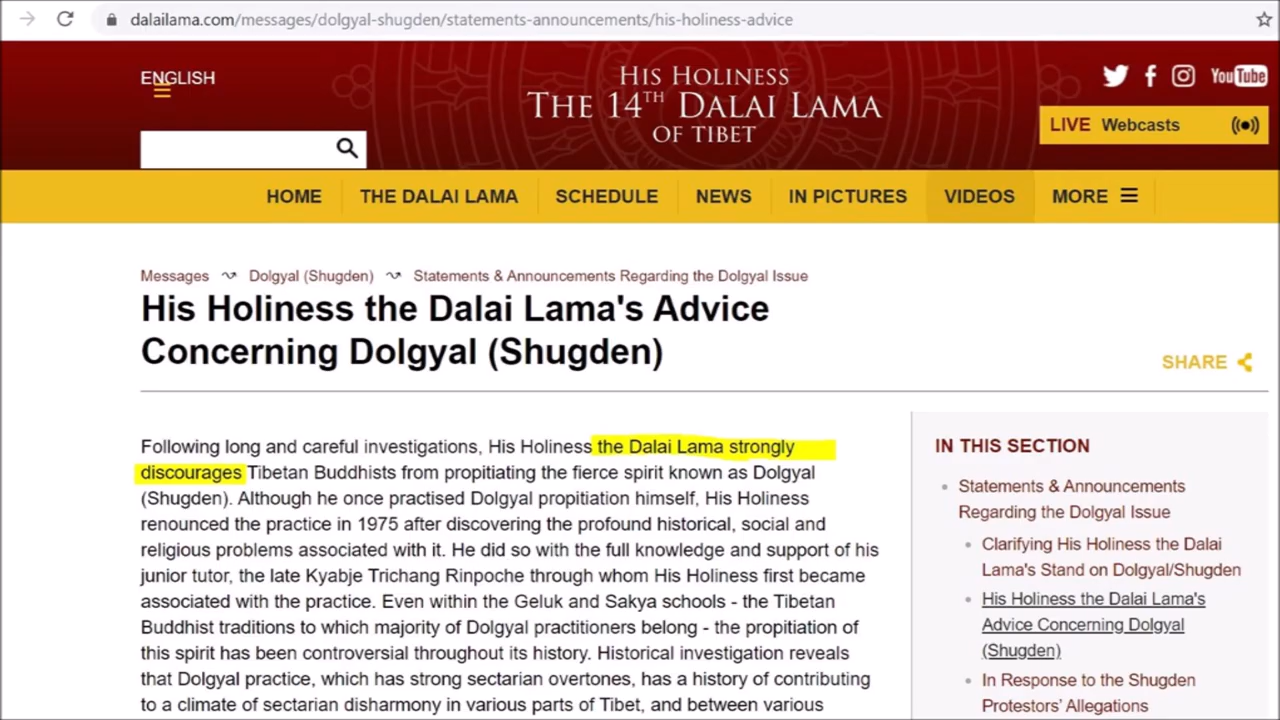 dalailama.com/messages/dolgyal-shugden/statements-announcements/his-holiness-advice
ENGLISH
HIS HOLINESS
THE 14TH DALAI LAMA
OF TIBET
YouTube
LIVE Webcasts
HOME
THE DALAI LAMA
SCHEDULE
NEWS
IN PICTURES
VIDEOS
MORE
Messages
Dolgyal (Shugden)
Statements & Announcements Regarding the Dolgyal Issue
His Holiness the Dalai Lama's Advice
Concerning Dolgyal (Shugden)
SHARE
Following long and careful investigations, His Holiness the Dalai Lama strongly
discourages Tibetan Buddhists from propitiating the fierce spirit known as Dolgyal
(Shugden). Although he once practised Dolgyal propitiation himself, His Holiness
renounced the practice in 1975 after discovering the profound historical, social and
religious problems associated with it. He did so with the full knowledge and support of his
junior tutor, the late Kyabje Trichang Rinpoche through whom His Holiness first became
associated with the practice. Even within the Geluk and Sakya schools - the Tibetan
Buddhist traditions to which majority of Dolgyal practitioners belong - the propitiation of
this spirit has been controversial throughout its history. Historical investigation reveals
that Dolgyal practice, which has strong sectarian overtones, has a history of contributing
to a climate of sectarian disharmony in various parts of Tibet, and between various
IN THIS SECTION
Statements & Announcements
Regarding the Dolgyal Issue
Clarifying His Holiness the Dalai
Lama's Stand on Dolgyal/Shugden
His Holiness the Dalai Lama's
Advice Concerning Dolgyal
(Shugden)
In Response to the Shugden
Protestors' Allegations